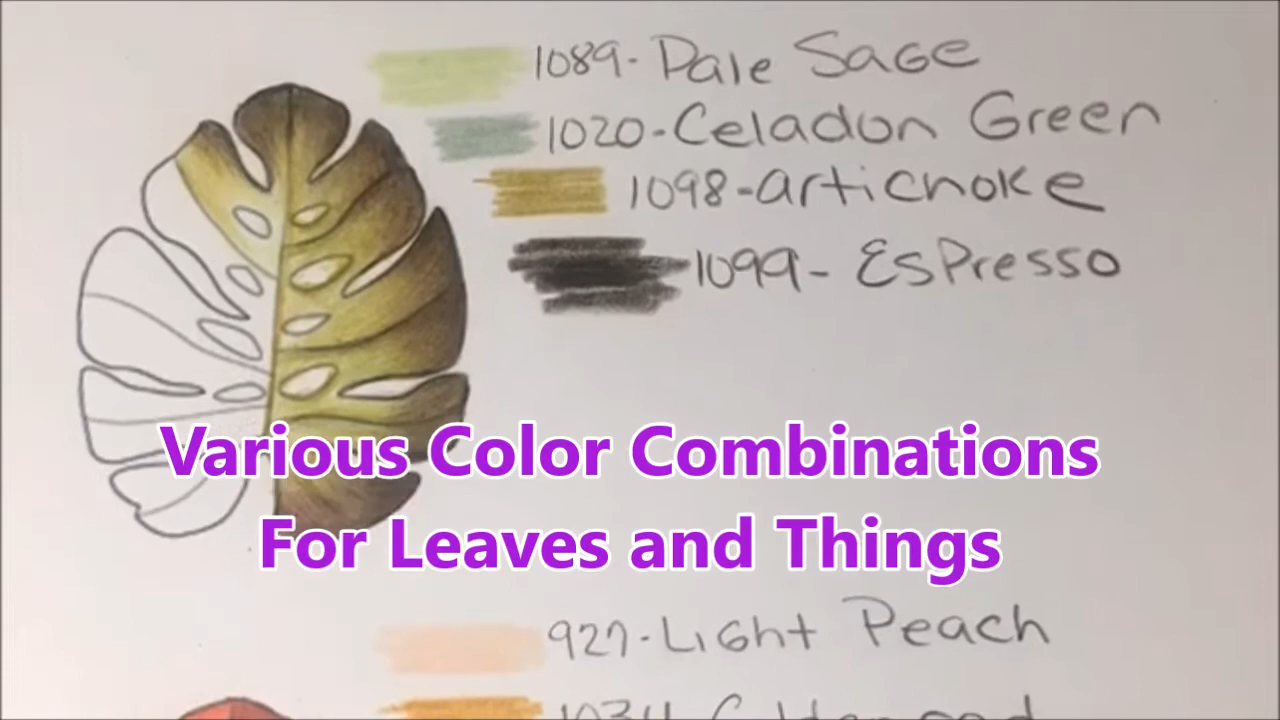 1089-Pale Sage
1020-Celadon Green
1098-artichoke
1099-Espresso
Various Color Combinations
For Leaves and Things
927-Light Peach
1034